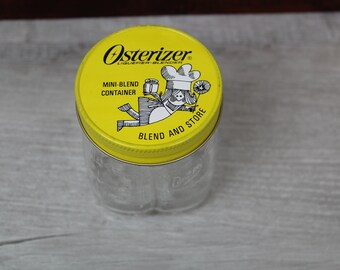 Osterizer®
LIQUEFIER-BLENDER
MINI-BLEND
CONTAINER
BLEND AND STORE